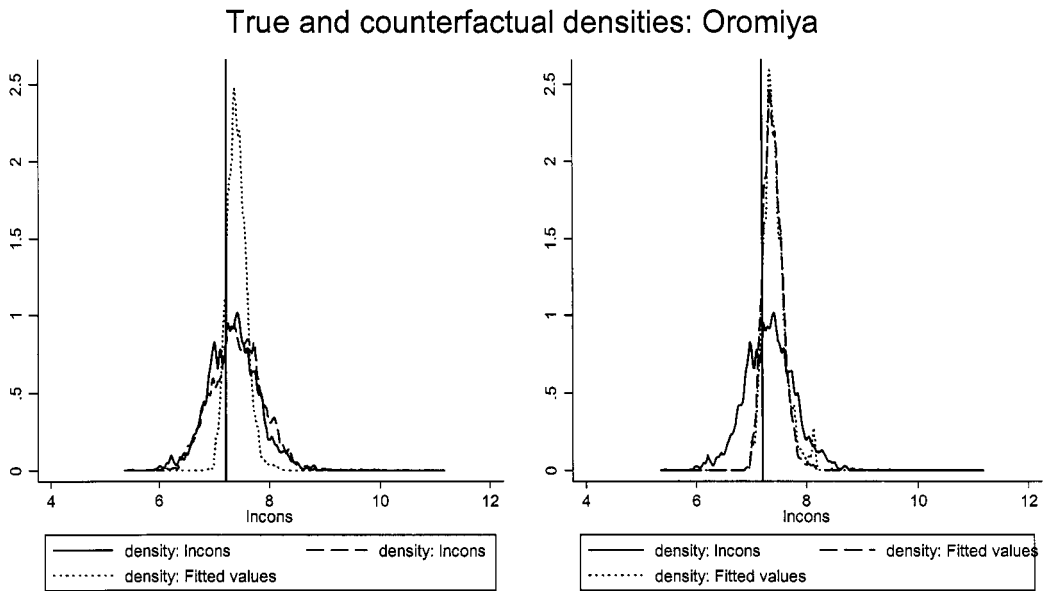 True and counterfactual densities: Oromiya
2.5
2
1.5
1
.5
0
4 6 8 10 12
lncons
density: lncons density: lncons
density: Fitted values
2.5
2
1.5
1
.5
0
4 6 8 10 12
lncons
density: lncons density: Fitted values
density: Fitted values